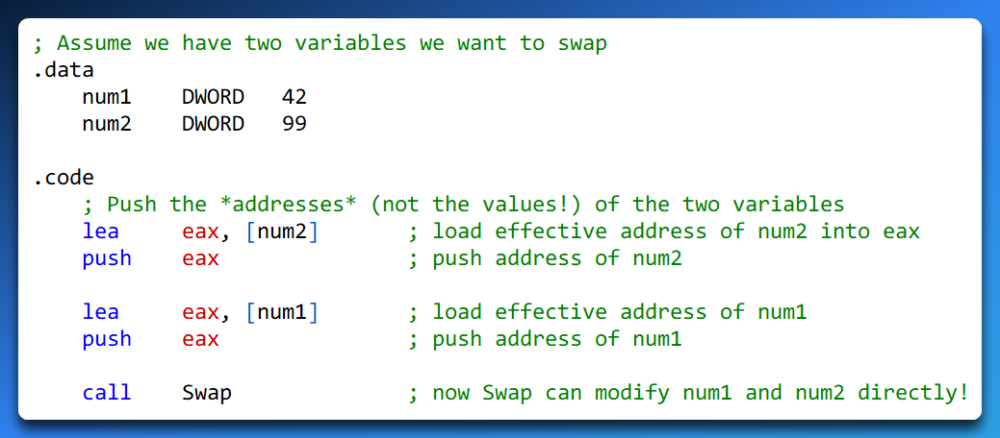 ; Assume we have two variables we want to swap
.data
    num1    DWORD   42
    num2    DWORD   99

.code
    ; Push the *addresses* (not the values!) of the two variables
    lea     eax, [num2]       ; load effective address of num2 into eax
    push    eax               ; push address of num2

    lea     eax, [num1]       ; load effective address of num1
    push    eax               ; push address of num1

    call    Swap              ; now Swap can modify num1 and num2 directly!